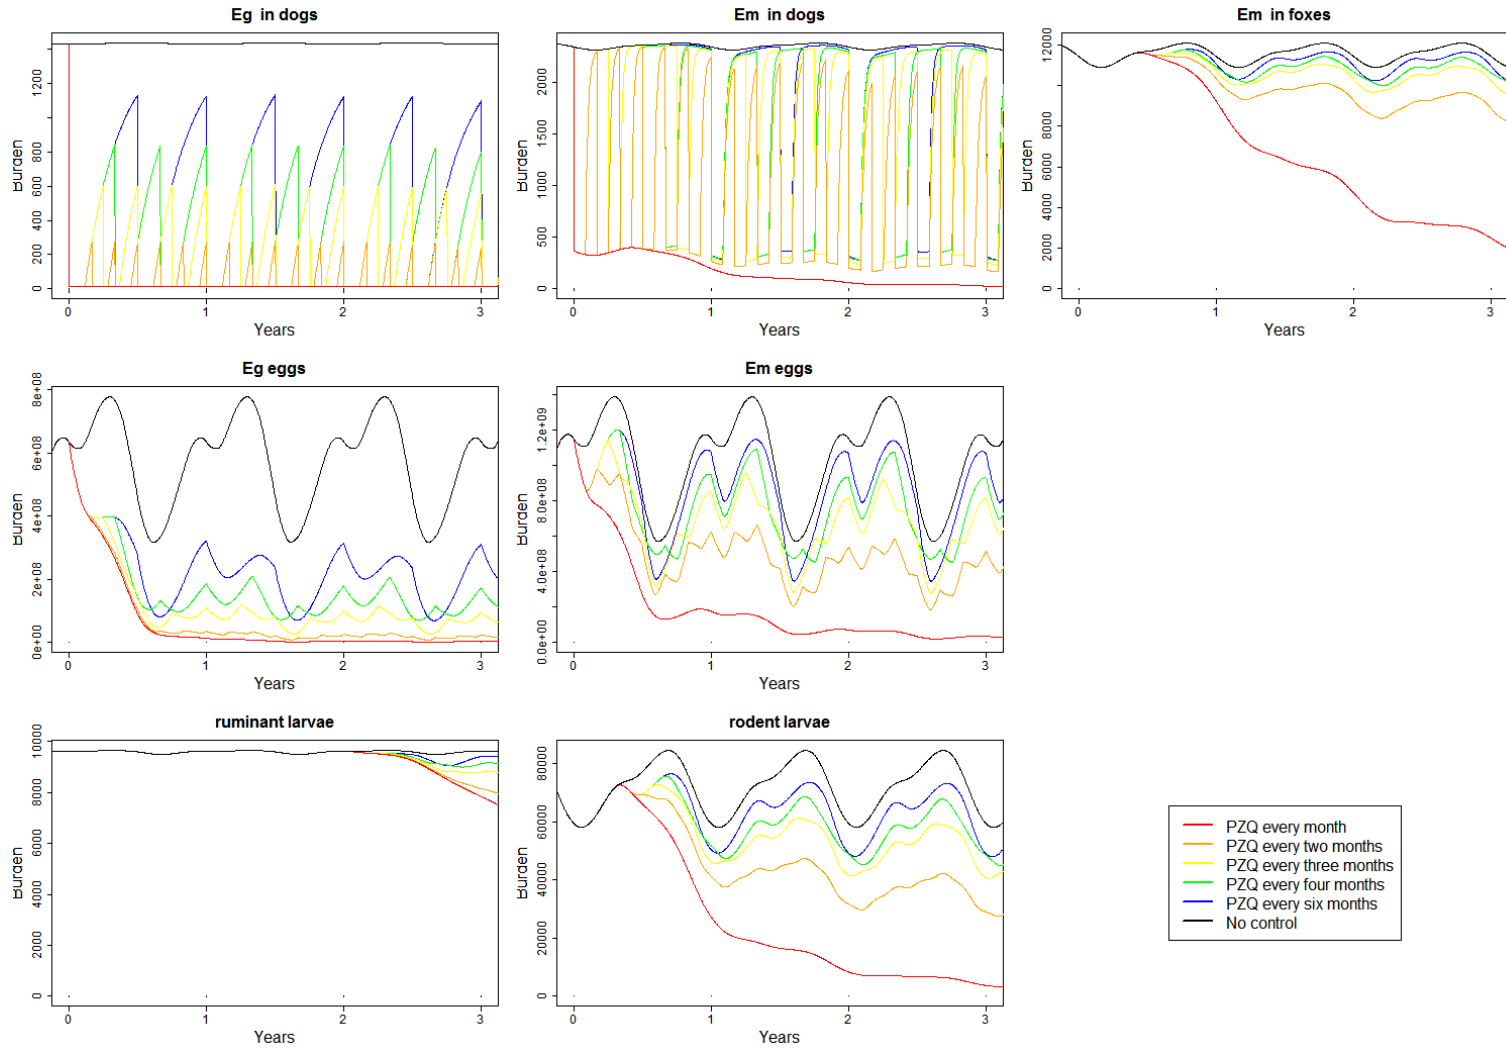 Eg in dogs
Em in dogs
Em in foxes
Burden
0 200 400 600 800 1000 1200
0 1 2 3
Years
Burden
0 500 1000 1500 2000
0 1 2 3
Years
Burden
0 2000 4000 6000 8000 10000 12000
0 1 2 3
Years
Eg eggs
Em eggs
Burden
0e+00 2e+08 4e+08 6e+08 8e+08
0 1 2 3
Years
Burden
0.0e+00 4.0e+08 8.0e+08 1.2e+09
0 1 2 3
Years
ruminant larvae
rodent larvae
Burden
0 2000 4000 6000 8000 10000
0 1 2 3
Years
Burden
0 20000 40000 60000 80000
0 1 2 3
Years
PZQ every month
PZQ every two months
PZQ every three months
PZQ every four months
PZQ every six months
No control